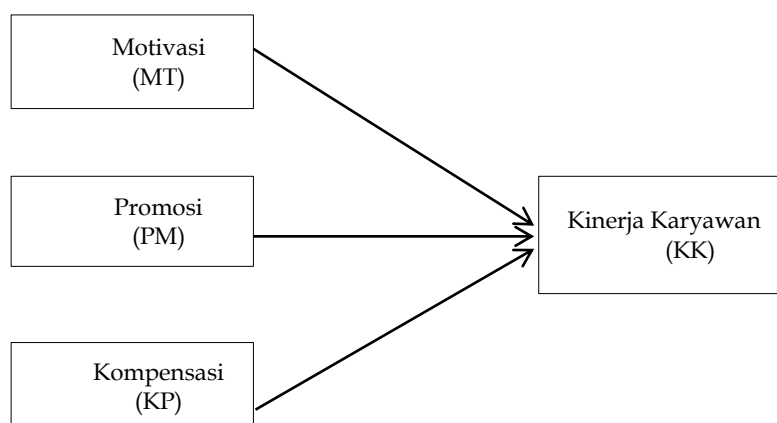 Motivasi
(MT)
Promosi
(PM)
Kinerja Karyawan
(KK)
Kompensasi
(KP)